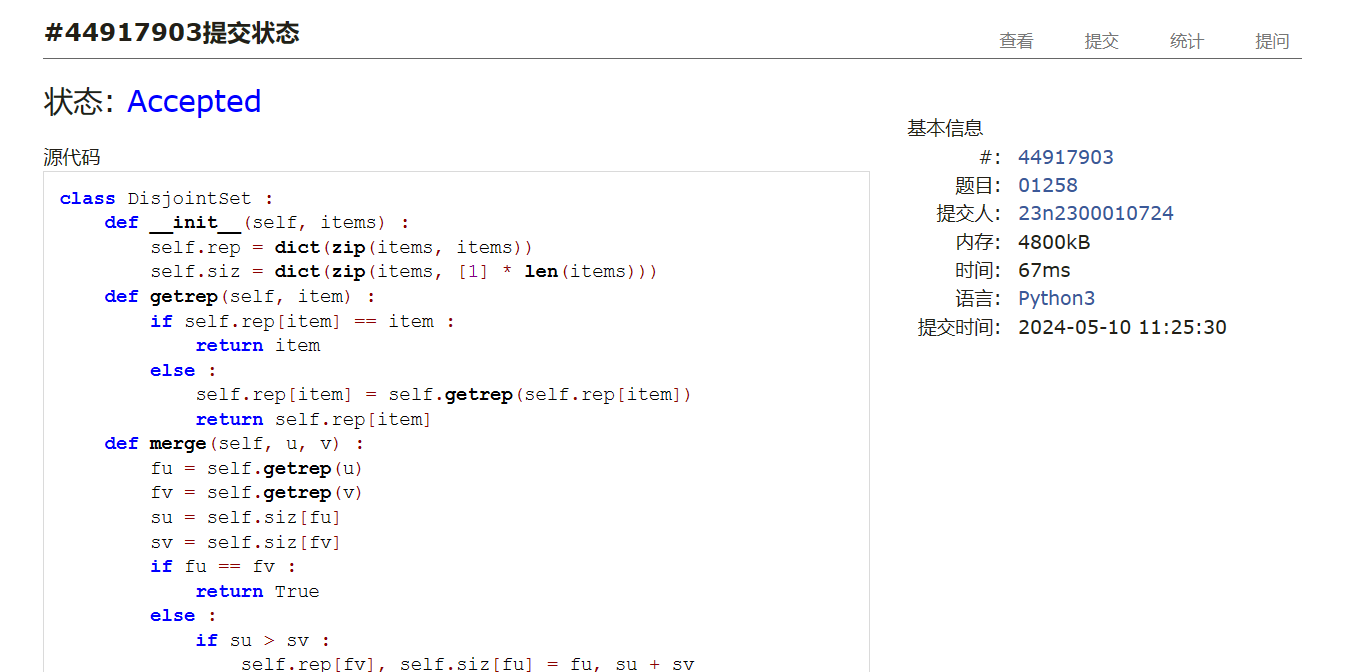 #44917903提交状态
查看 提交 统计 提问
状态: Accepted
源代码
class DisjointSet :
    def __init__(self, items) :
        self.rep = dict(zip(items, items))
        self.siz = dict(zip(items, [1] * len(items)))
    def getrep(self, item) :
        if self.rep[item] == item :
            return item
        else :
            self.rep[item] = self.getrep(self.rep[item])
            return self.rep[item]
    def merge(self, u, v) :
        fu = self.getrep(u)
        fv = self.getrep(v)
        su = self.siz[fu]
        sv = self.siz[fv]
        if fu == fv :
            return True
        else :
            if su > sv :
                self.rep[fv], self.siz[fu] = fu, su + sv
基本信息
#: 44917903
题目: 01258
提交人: 23n2300010724
内存: 4800kB
时间: 67ms
语言: Python3
提交时间: 2024-05-10 11:25:30